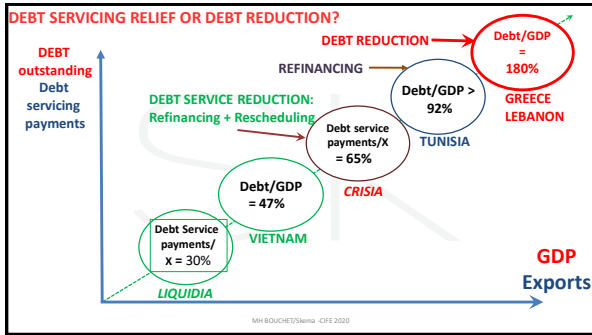 DEBT SERVICING RELIEF OR DEBT REDUCTION?
DEBT
outstanding
Debt
servicing
payments
DEBT REDUCTION
Debt/GDP
=
180%
GREECE
LEBANON
REFINANCING
Debt/GDP >
92%
TUNISIA
DEBT SERVICE REDUCTION:
Refinancing + Rescheduling
Debt service
payments/X
= 65%
CRISIA
Debt/GDP
= 47%
VIETNAM
Debt Service
payments/
X = 30%
LIQUIDIA
GDP
Exports
MH BOUCHET/Skema -CIFE 2020